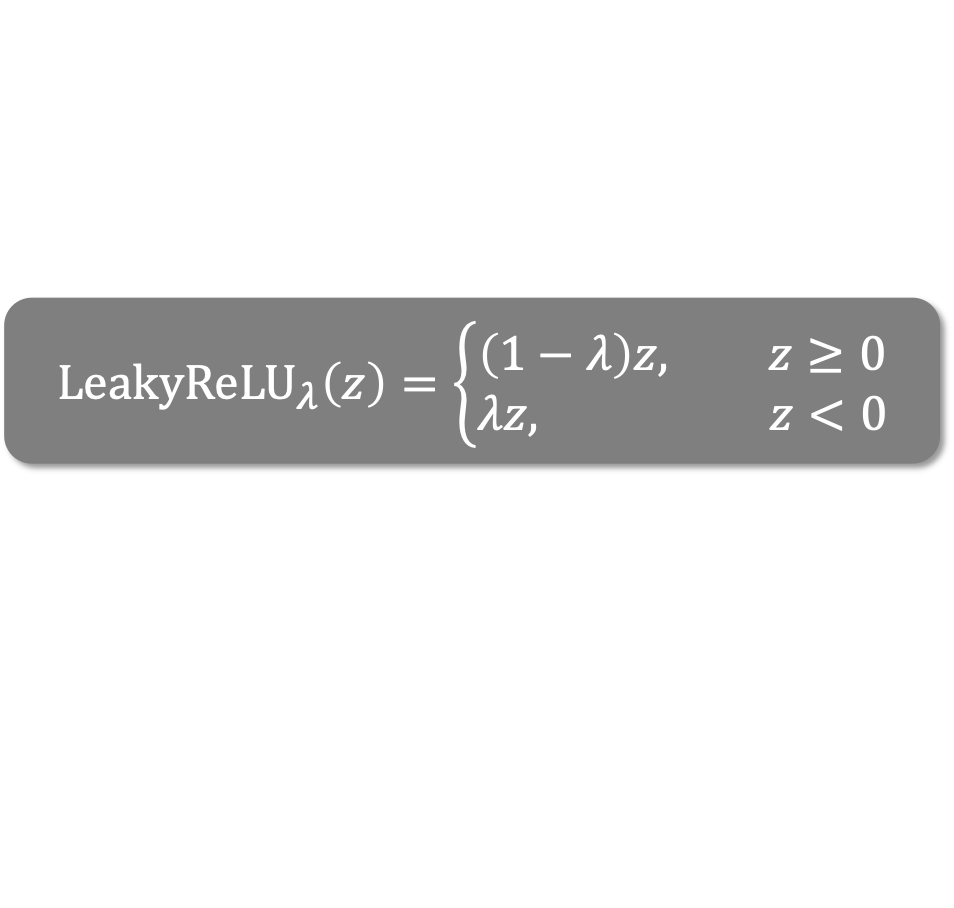 LeakyReLU_λ(z) = { (1 − λ)z, z ≥ 0
λz, z < 0